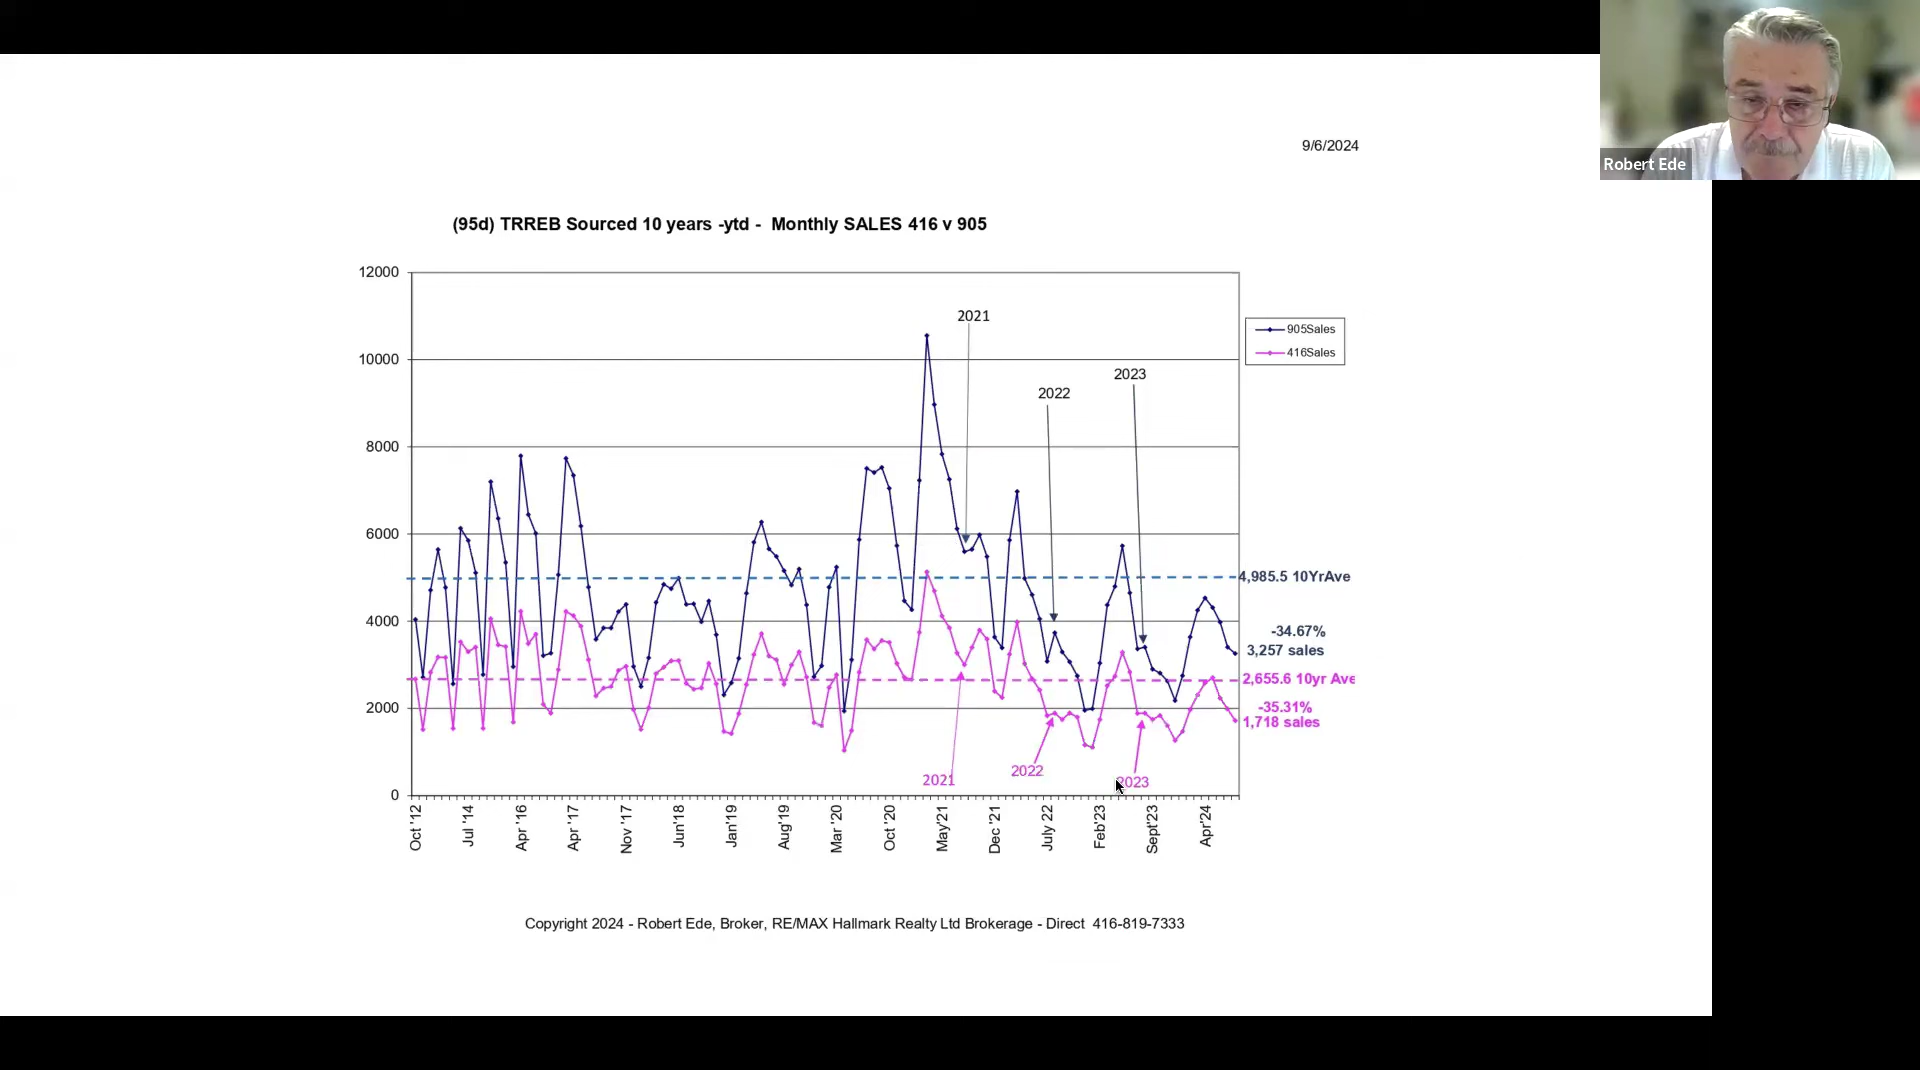 Robert Ede
9/6/2024
(95d) TRREB Sourced 10 years -ytd - Monthly SALES 416 v 905
12000
10000
8000
6000
4000
2000
0
2021
2022
2023
905Sales
416Sales
4,985.5 10YrAve
-34.67%
3,257 sales
2,655.6 10yr Ave
-35.31%
1,718 sales
2021
2022
2023
Oct '12
Jul '14
Apr '16
Apr '17
Nov '17
Jun'18
Jan'19
Aug'19
Mar '20
Oct '20
May'21
Dec '21
July 22
Feb'23
Sept'23
Apr'24
Copyright 2024 - Robert Ede, Broker, RE/MAX Hallmark Realty Ltd Brokerage - Direct 416-819-7333